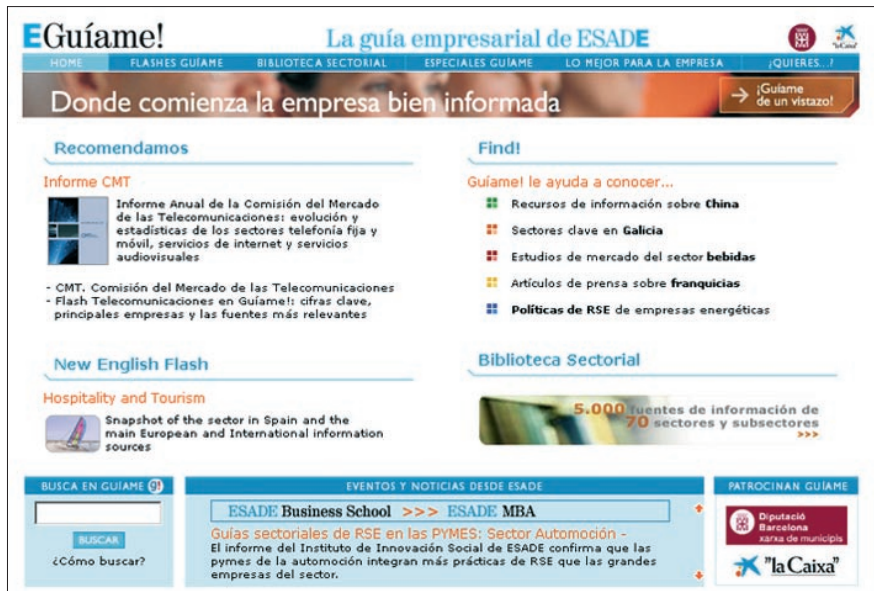 EGuíame!
La guía empresarial de ESADE
"la Caixa"
HOME FLASHES GUÍAME BIBLIOTECA SECTORIAL ESPECIALES GUÍAME LO MEJOR PARA LA EMPRESA ¿QUIERES...?
Donde comienza la empresa bien informada
→ ¡Guíame
de un vistazo!
Recomendamos
Informe CMT
Informe Anual de la Comisión del Mercado
de las Telecomunicaciones: evolución y
estadísticas de los sectores telefonía fija y
móvil, servicios de internet y servicios
audiovisuales
- CMT. Comisión del Mercado de las Telecomunicaciones
- Flash Telecomunicaciones en Guíame!: cifras clave,
principales empresas y las fuentes más relevantes
Find!
Guíame! le ayuda a conocer...
Recursos de información sobre China
Sectores clave en Galicia
Estudios de mercado del sector bebidas
Artículos de prensa sobre franquicias
Políticas de RSE de empresas energéticas
New English Flash
Hospitality and Tourism
Snapshot of the sector in Spain and the
main European and International information
sources
Biblioteca Sectorial
5.000 fuentes de información de
70 sectores y subsectores
>>>
BUSCA EN GUÍAME g!
BUSCAR
¿Cómo buscar?
EVENTOS Y NOTICIAS DESDE ESADE
ESADE Business School >>> ESADE MBA
Guías sectoriales de RSE en las PYMES: Sector Automoción -
El informe del Instituto de Innovación Social de ESADE confirma que las
pymes de la automoción integran más prácticas de RSE que las grandes
empresas del sector.
PATROCINAN GUÍAME
Diputació
Barcelona
xarxa de municipis
"la Caixa"